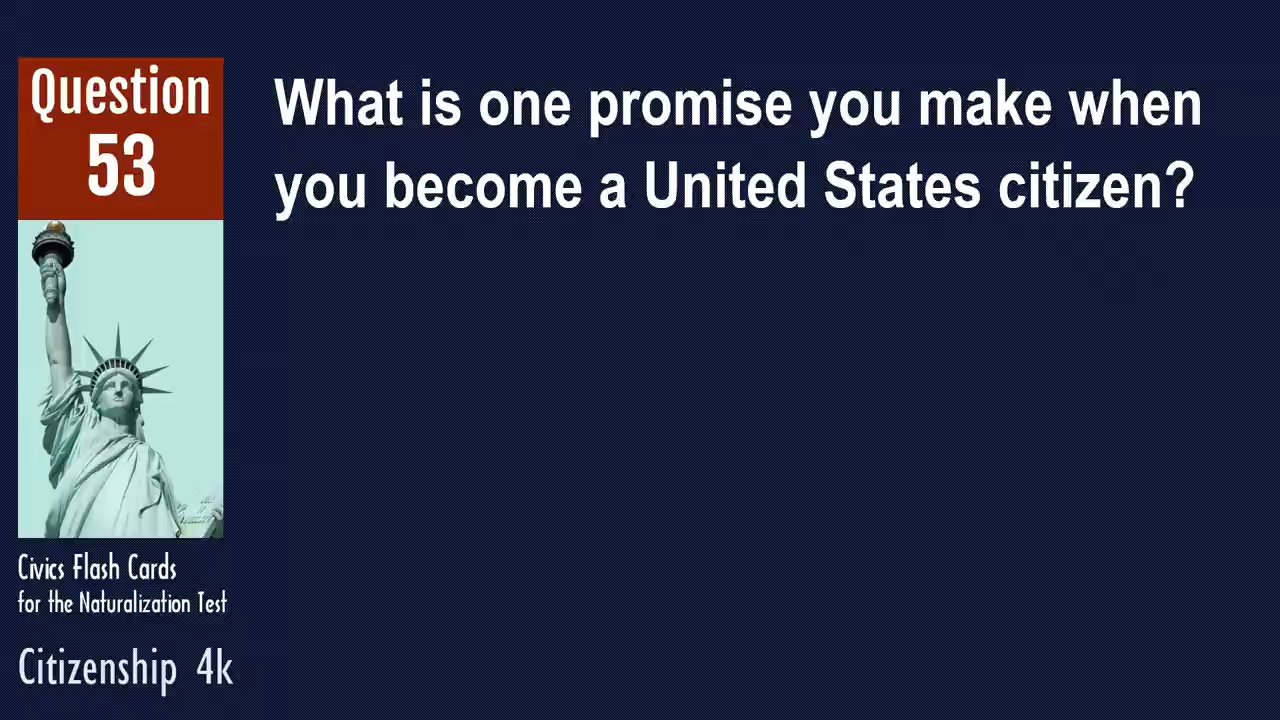 Question
53
What is one promise you make when
you become a United States citizen?
Civics Flash Cards
for the Naturalization Test
Citizenship 4k